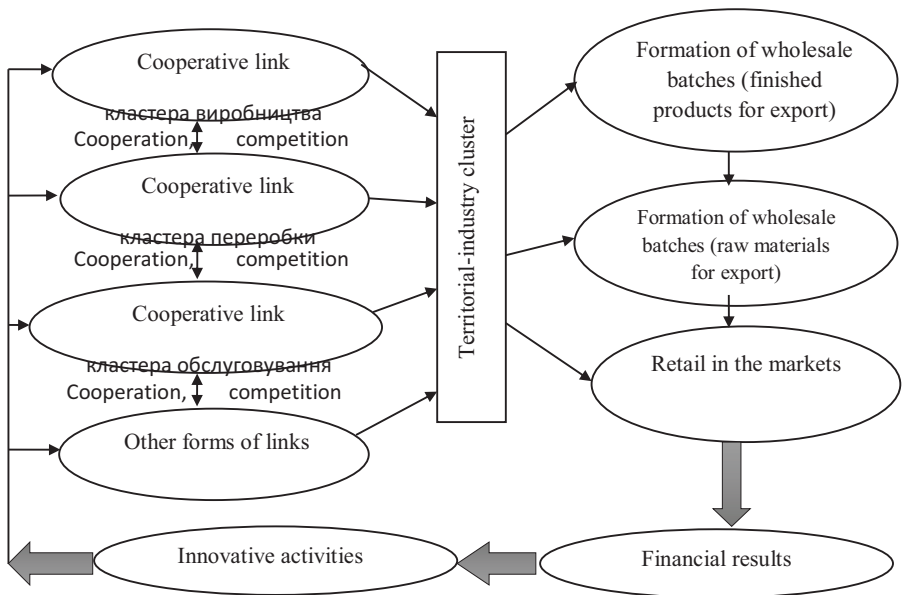 Cooperative link
кластера виробництва
Cooperation, competition
Cooperative link
кластера переробки
Cooperation, competition
Cooperative link
кластера обслуговування
Cooperation, competition
Other forms of links
Territorial-industry cluster
Formation of wholesale
batches (finished
products for export)
Formation of wholesale
batches (raw materials
for export)
Retail in the markets
Innovative activities
Financial results